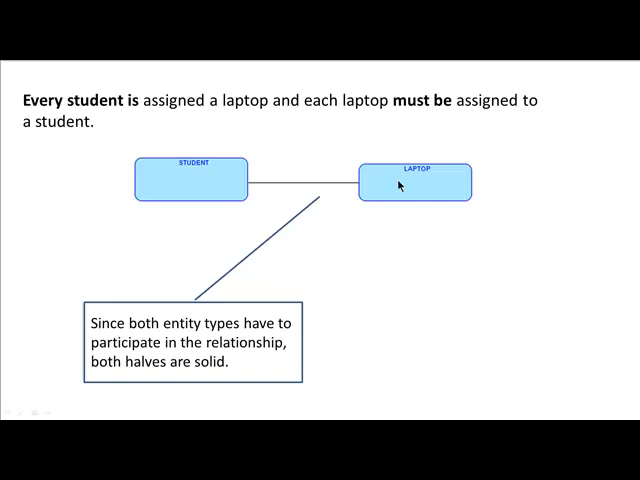 Every student is assigned a laptop and each laptop must be assigned to
a student.
STUDENT
LAPTOP
Since both entity types have to
participate in the relationship,
both halves are solid.